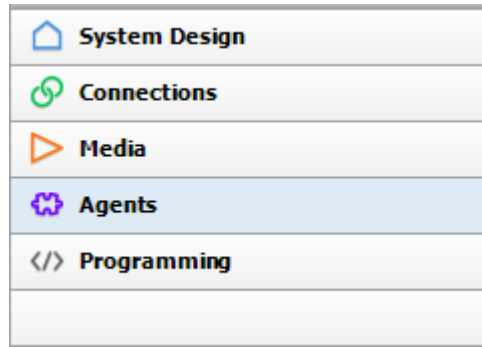 System Design
Connections
Media
Agents
Programming